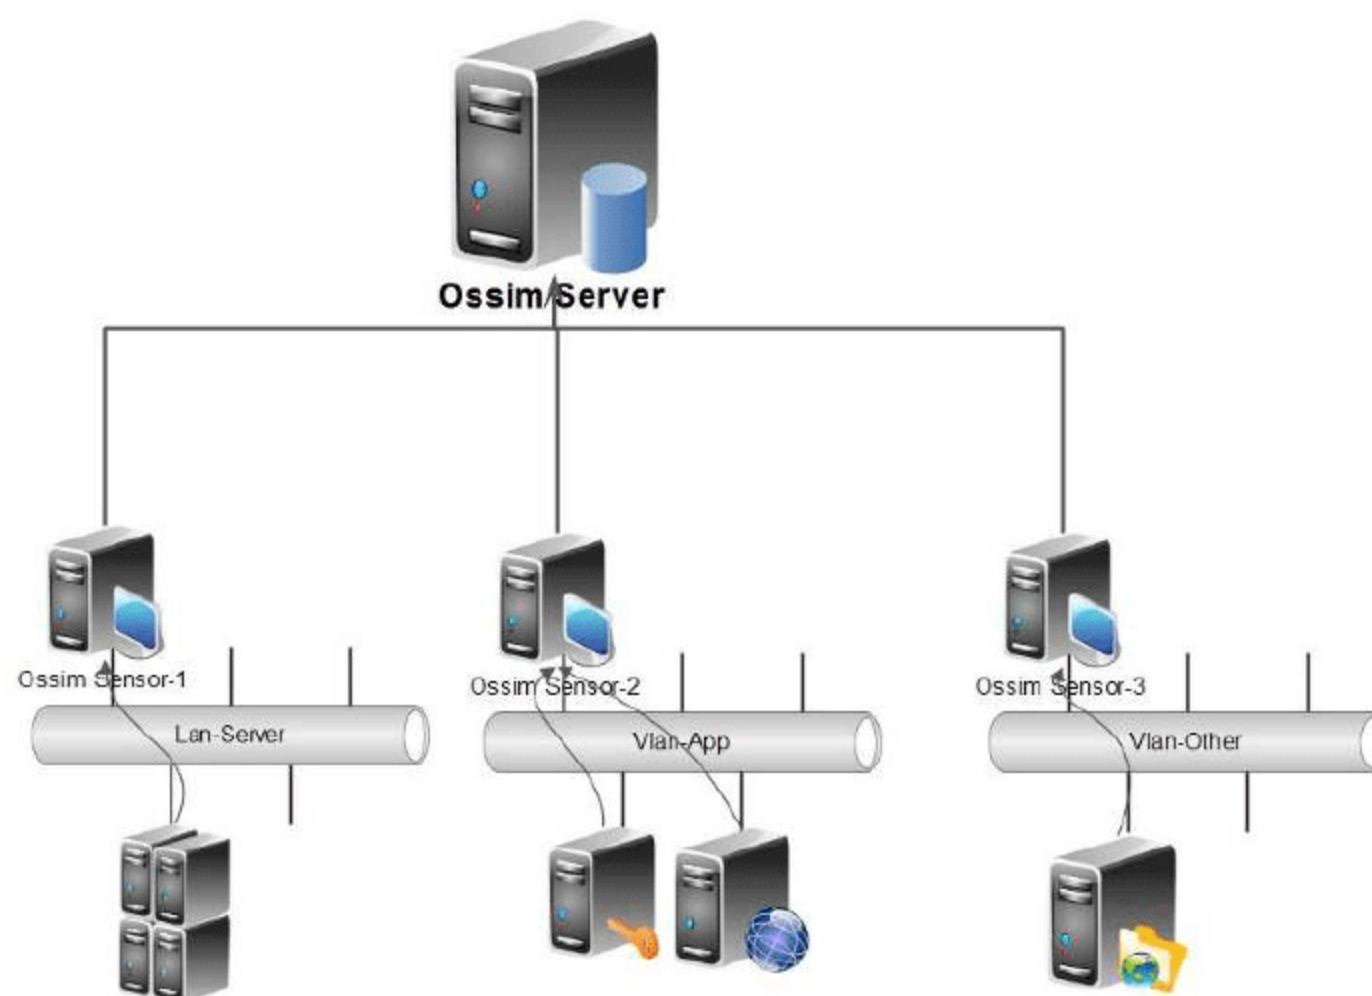 Ossim Server
Ossim Sensor-1
Ossim Sensor-2
Ossim Sensor-3
Lan-Server
Vlan-App
Vlan-Other